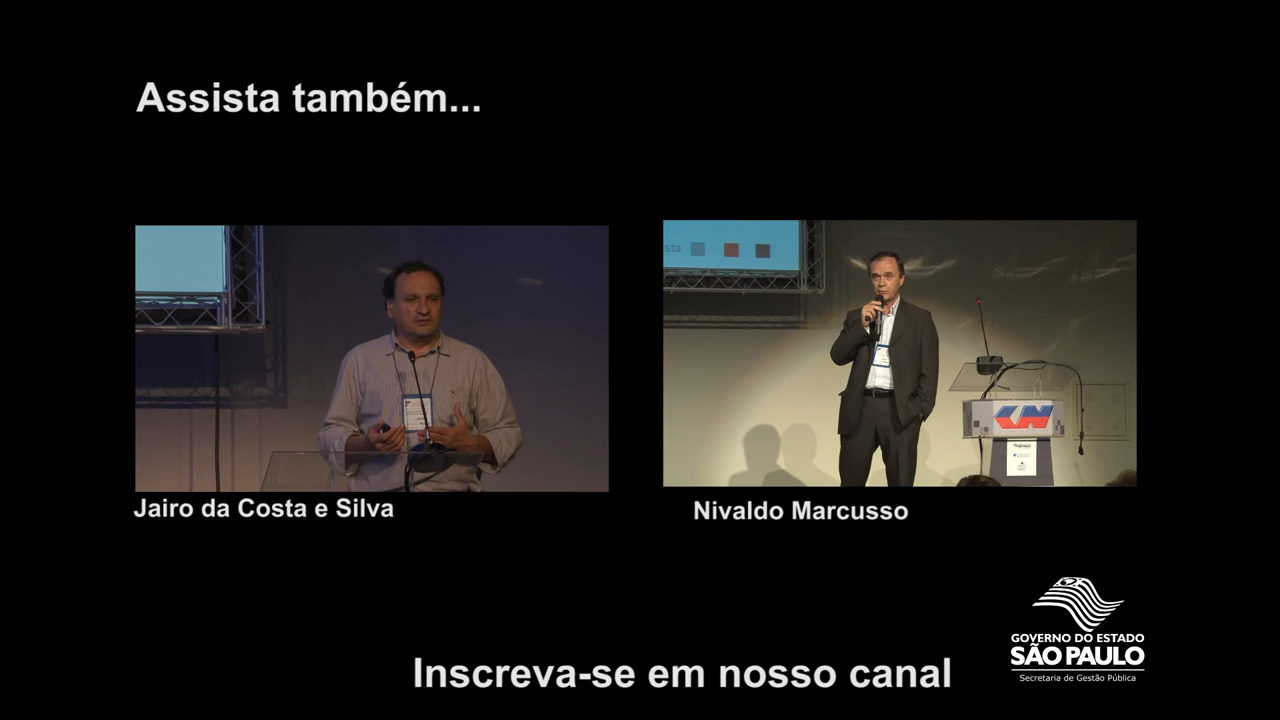 Assista também...
sta
Jairo da Costa e Silva
Nivaldo Marcusso
Inscreva-se em nosso canal
GOVERNO DO ESTADO
SÃO PAULO
Secretaria de Gestão Pública